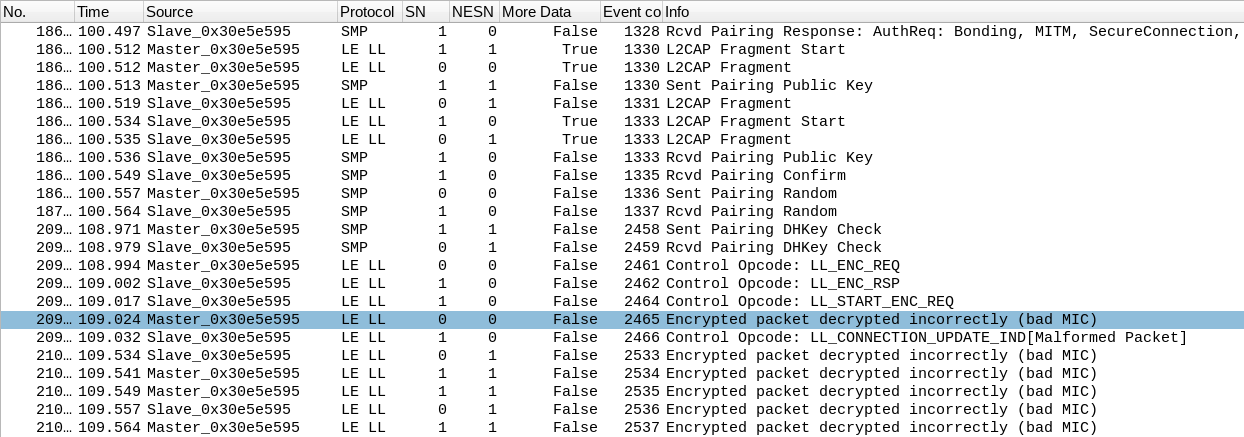 No. Time Source Protocol SN NESN More Data Event co Info
186… 100.497 Slave_0x30e5e595 SMP 1 0 False 1328 Rcvd Pairing Response: AuthReq: Bonding, MITM, SecureConnection,
186… 100.512 Master_0x30e5e595 LE LL 1 1 True 1330 L2CAP Fragment Start
186… 100.512 Master_0x30e5e595 LE LL 0 0 True 1330 L2CAP Fragment
186… 100.513 Master_0x30e5e595 SMP 1 1 False 1330 Sent Pairing Public Key
186… 100.519 Slave_0x30e5e595 LE LL 0 1 False 1331 L2CAP Fragment
186… 100.534 Slave_0x30e5e595 LE LL 1 0 True 1333 L2CAP Fragment Start
186… 100.535 Slave_0x30e5e595 LE LL 0 1 True 1333 L2CAP Fragment
186… 100.536 Slave_0x30e5e595 SMP 1 0 False 1333 Rcvd Pairing Public Key
186… 100.549 Slave_0x30e5e595 SMP 1 0 False 1335 Rcvd Pairing Confirm
186… 100.557 Master_0x30e5e595 SMP 0 0 False 1336 Sent Pairing Random
187… 100.564 Slave_0x30e5e595 SMP 1 0 False 1337 Rcvd Pairing Random
209… 108.971 Master_0x30e5e595 SMP 1 1 False 2458 Sent Pairing DHKey Check
209… 108.979 Slave_0x30e5e595 SMP 0 1 False 2459 Rcvd Pairing DHKey Check
209… 108.994 Master_0x30e5e595 LE LL 0 0 False 2461 Control Opcode: LL_ENC_REQ
209… 109.002 Slave_0x30e5e595 LE LL 1 0 False 2462 Control Opcode: LL_ENC_RSP
209… 109.017 Slave_0x30e5e595 LE LL 1 0 False 2464 Control Opcode: LL_START_ENC_REQ
209… 109.024 Master_0x30e5e595 LE LL 0 0 False 2465 Encrypted packet decrypted incorrectly (bad MIC)
209… 109.032 Slave_0x30e5e595 LE LL 1 0 False 2466 Control Opcode: LL_CONNECTION_UPDATE_IND[Malformed Packet]
210… 109.534 Slave_0x30e5e595 LE LL 0 1 False 2533 Encrypted packet decrypted incorrectly (bad MIC)
210… 109.541 Master_0x30e5e595 LE LL 1 1 False 2534 Encrypted packet decrypted incorrectly (bad MIC)
210… 109.549 Master_0x30e5e595 LE LL 1 1 False 2535 Encrypted packet decrypted incorrectly (bad MIC)
210… 109.557 Slave_0x30e5e595 LE LL 0 1 False 2536 Encrypted packet decrypted incorrectly (bad MIC)
210… 109.564 Master_0x30e5e595 LE LL 1 1 False 2537 Encrypted packet decrypted incorrectly (bad MIC)